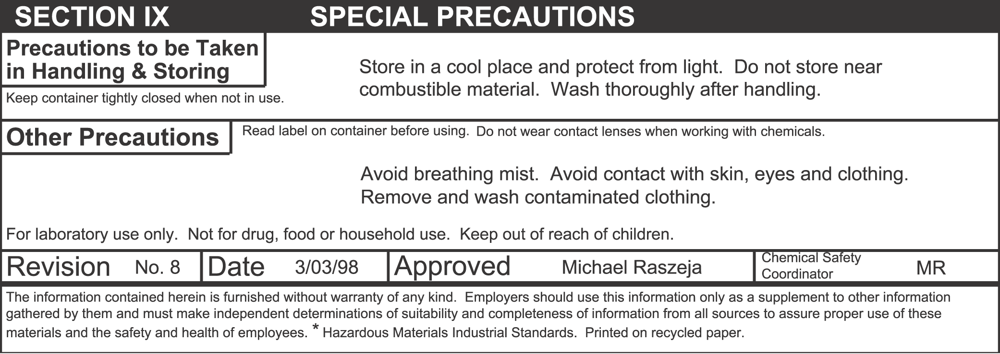 SECTION IX SPECIAL PRECAUTIONS
Precautions to be Taken
in Handling & Storing
Keep container tightly closed when not in use.
Store in a cool place and protect from light. Do not store near
combustible material. Wash thoroughly after handling.
Other Precautions
Read label on container before using. Do not wear contact lenses when working with chemicals.
Avoid breathing mist. Avoid contact with skin, eyes and clothing.
Remove and wash contaminated clothing.
For laboratory use only. Not for drug, food or household use. Keep out of reach of children.
Revision No. 8 Date 3/03/98 Approved Michael Raszeja
Chemical Safety
Coordinator
MR
The information contained herein is furnished without warranty of any kind. Employers should use this information only as a supplement to other information
gathered by them and must make independent determinations of suitability and completeness of information from all sources to assure proper use of these
materials and the safety and health of employees. * Hazardous Materials Industrial Standards. Printed on recycled paper.